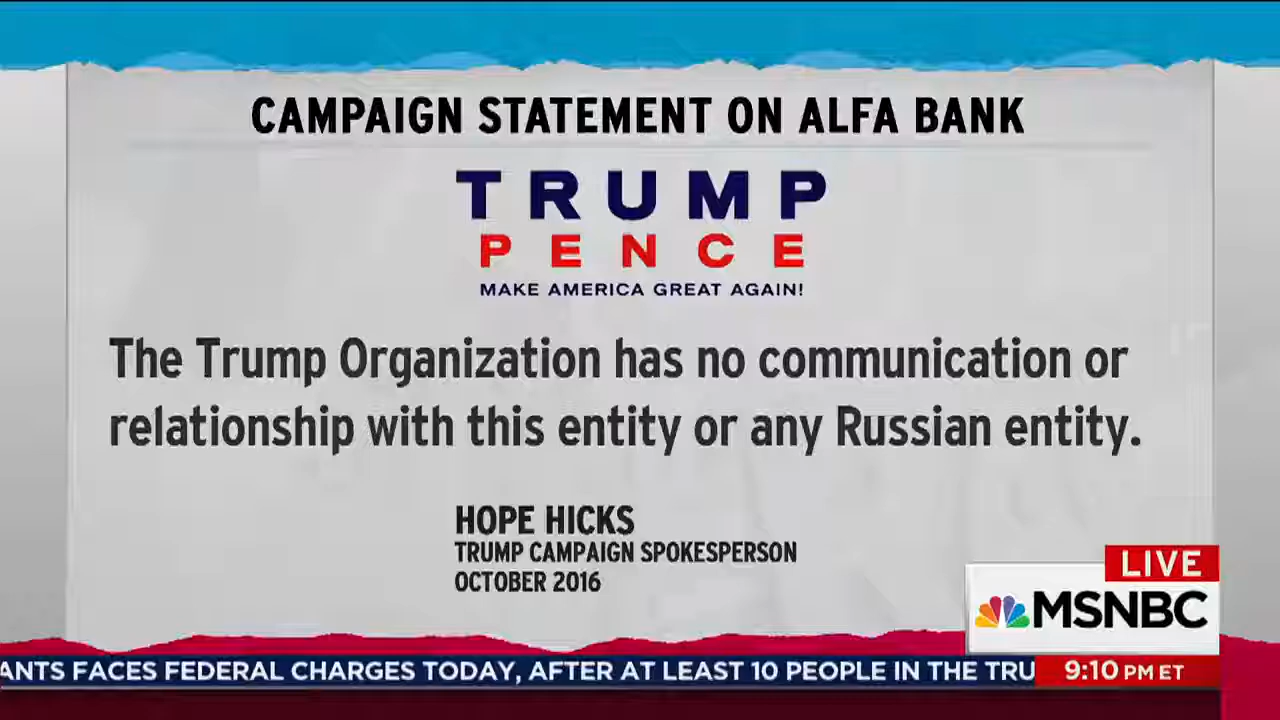 CAMPAIGN STATEMENT ON ALFA BANK
TRUMP
PENCE
MAKE AMERICA GREAT AGAIN!
The Trump Organization has no communication or
relationship with this entity or any Russian entity.
HOPE HICKS
TRUMP CAMPAIGN SPOKESPERSON
OCTOBER 2016
LIVE
MSNBC
ANTS FACES FEDERAL CHARGES TODAY, AFTER AT LEAST 10 PEOPLE IN THE TRU
9:10 PM ET